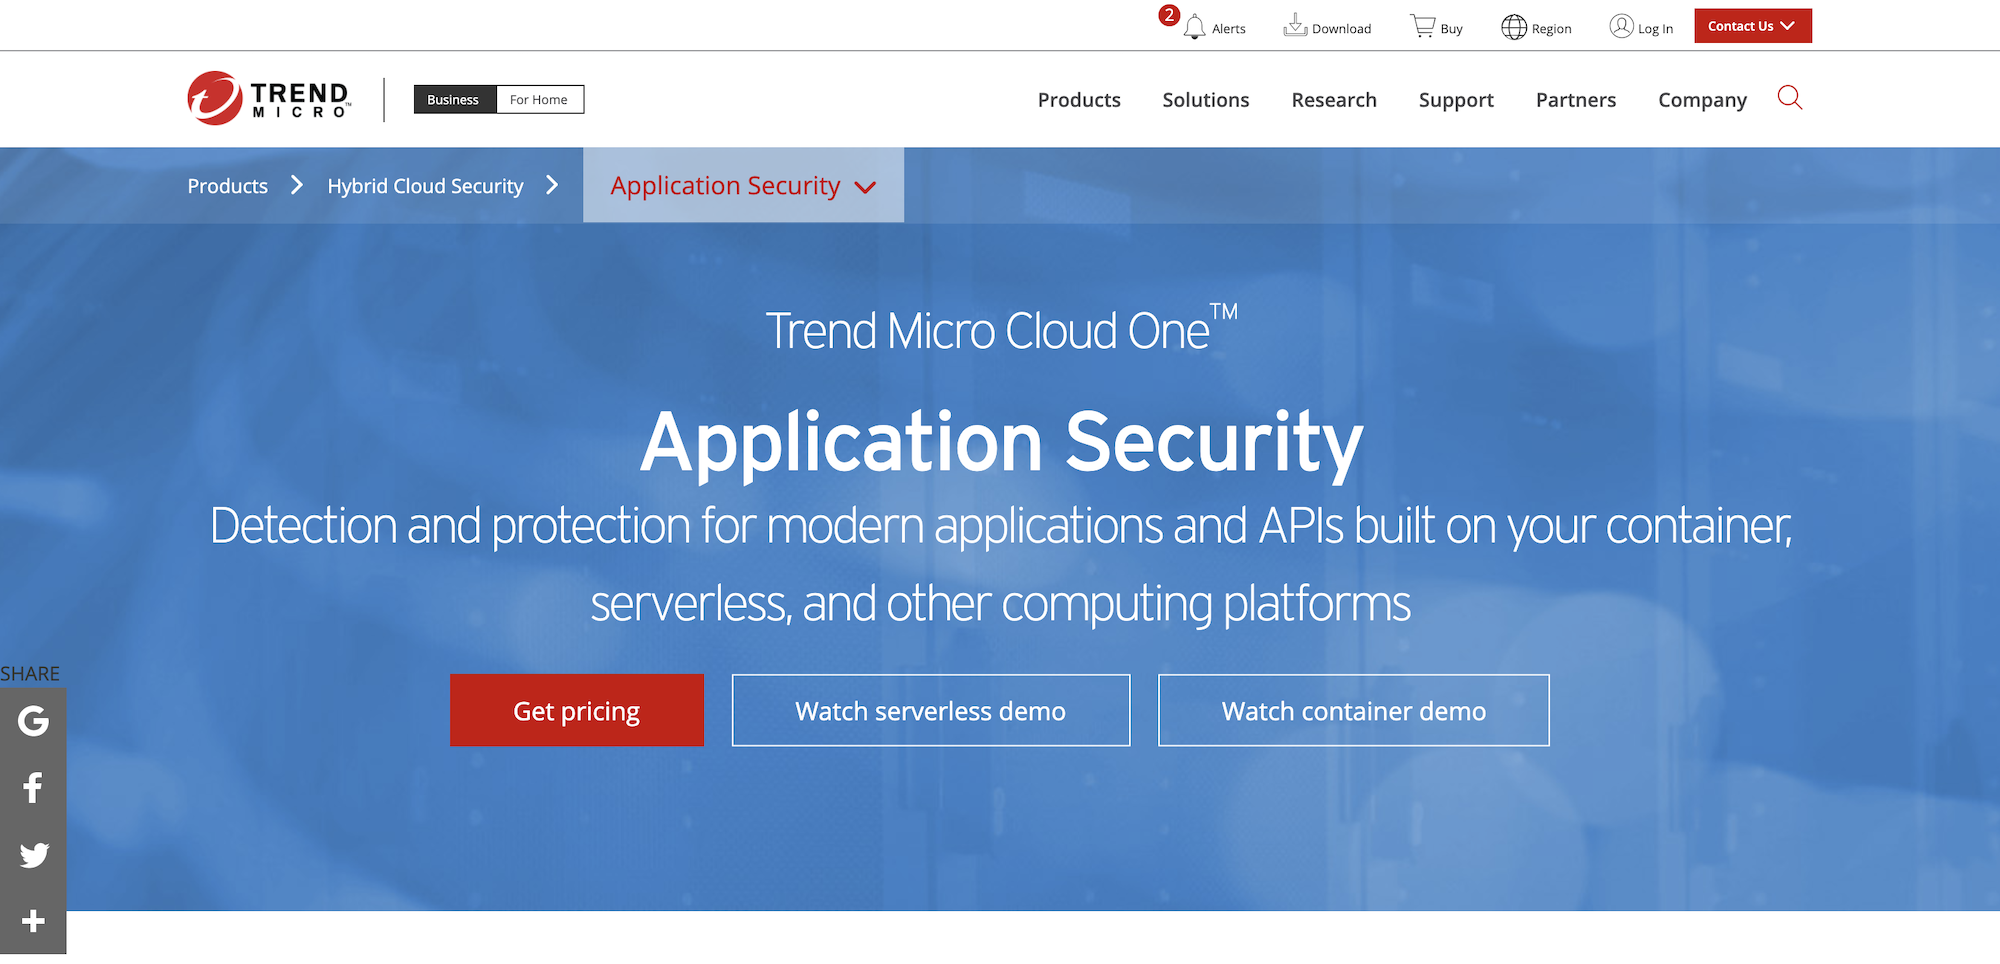 2
Alerts
Download
Buy
Region
Log In
Contact Us
TREND
MICRO™
Business
For Home
Products
Solutions
Research
Support
Partners
Company
Products
Hybrid Cloud Security
Application Security
Trend Micro Cloud One™
Application Security
Detection and protection for modern applications and APIs built on your container,
serverless, and other computing platforms
Get pricing
Watch serverless demo
Watch container demo
SHARE